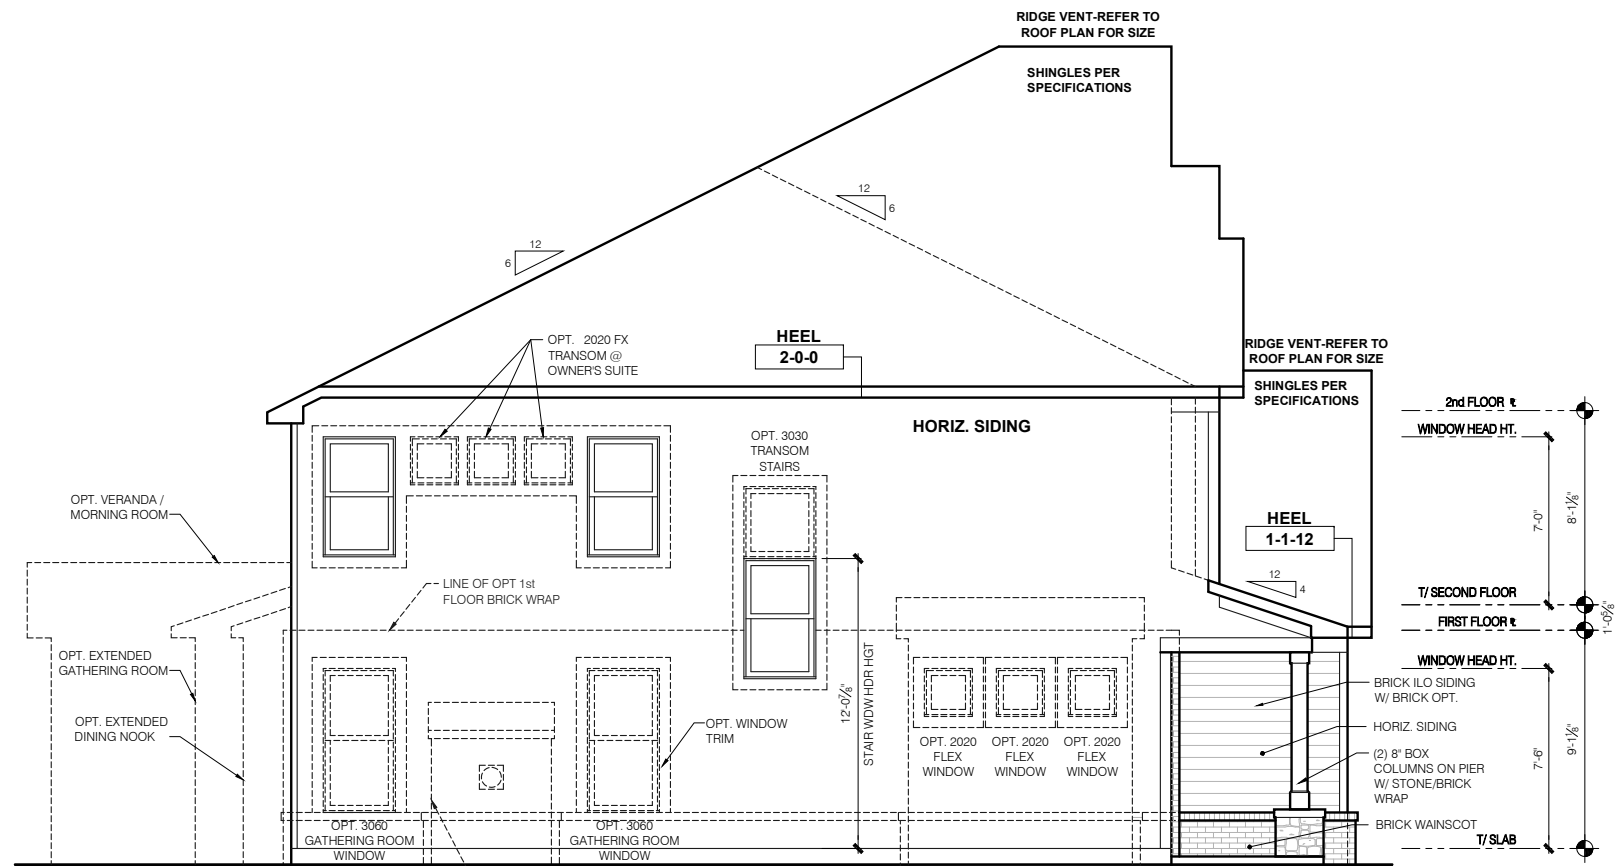 RIDGE VENT-REFER TO
ROOF PLAN FOR SIZE
SHINGLES PER
SPECIFICATIONS
12
6
12
6
OPT. 2020 FX
TRANSOM @
OWNER'S SUITE
HEEL
2-0-0
RIDGE VENT-REFER TO
ROOF PLAN FOR SIZE
SHINGLES PER
SPECIFICATIONS
HORIZ. SIDING
OPT. 3030
TRANSOM
STAIRS
2nd FLOOR ℄
WINDOW HEAD HT.
7'-0"
8'-1⅛"
OPT. VERANDA /
MORNING ROOM
HEEL
1-1-12
12
4
LINE OF OPT 1st
FLOOR BRICK WRAP
T/ SECOND FLOOR
FIRST FLOOR ℄
1'-0⅝"
WINDOW HEAD HT.
OPT. EXTENDED
GATHERING ROOM
OPT. EXTENDED
DINING NOOK
OPT. WINDOW
TRIM
12'-0⅞"
STAIR WDW HDR HGT
OPT. 2020
FLEX
WINDOW
OPT. 2020
FLEX
WINDOW
OPT. 2020
FLEX
WINDOW
BRICK ILO SIDING
W/ BRICK OPT.
HORIZ. SIDING
(2) 8" BOX
COLUMNS ON PIER
W/ STONE/BRICK
WRAP
7'-6"
9'-1⅛"
BRICK WAINSCOT
T/ SLAB
OPT. 3060
GATHERING ROOM
WINDOW
OPT. 3060
GATHERING ROOM
WINDOW